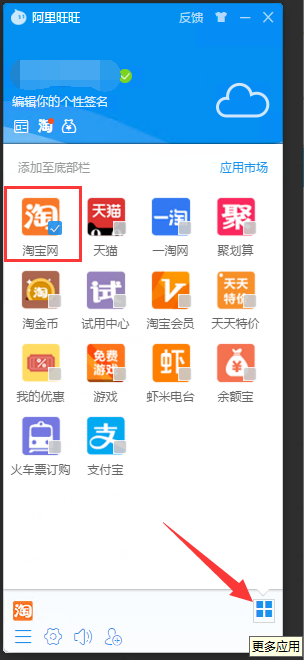 阿里旺旺 反馈
编辑你的个性签名
淘
添加至底部栏 应用市场
淘 天猫 一淘 聚
淘宝网 天猫 一淘网 聚划算
淘 试 天天特价
淘金币 试用中心 淘宝会员 天天特价
免费游戏 虾
我的优惠 游戏 虾米电台 余额宝
支
火车票订购 支付宝
淘
更多应用